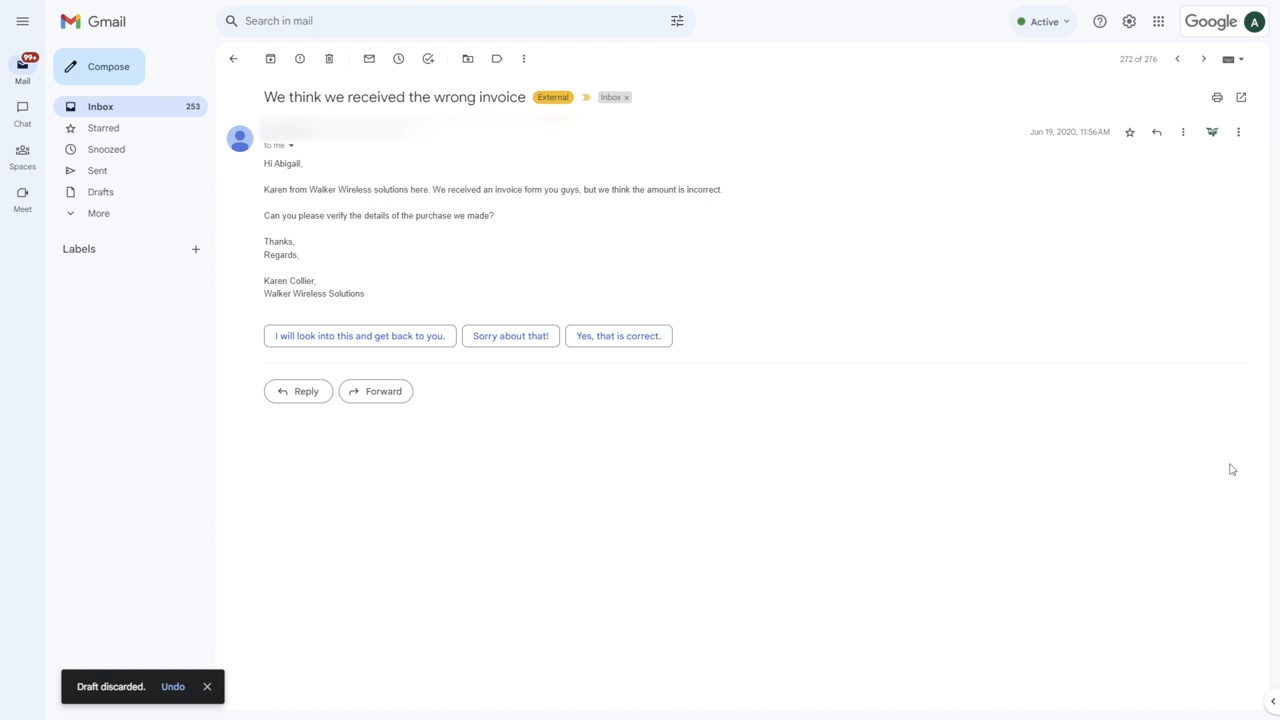 Gmail
Search in mail
Active
Google
A
99+
Mail
Chat
Spaces
Meet
Compose
Inbox 253
Starred
Snoozed
Sent
Drafts
More
Labels
272 of 276
We think we received the wrong invoice External Inbox x
Jun 19, 2020, 11:56 AM
to me
Hi Abigail,
Karen from Walker Wireless solutions here. We received an invoice form you guys, but we think the amount is incorrect.
Can you please verify the details of the purchase we made?
Thanks,
Regards,
Karen Collier,
Walker Wireless Solutions
I will look into this and get back to you. Sorry about that! Yes, that is correct.
Reply Forward
Draft discarded. Undo